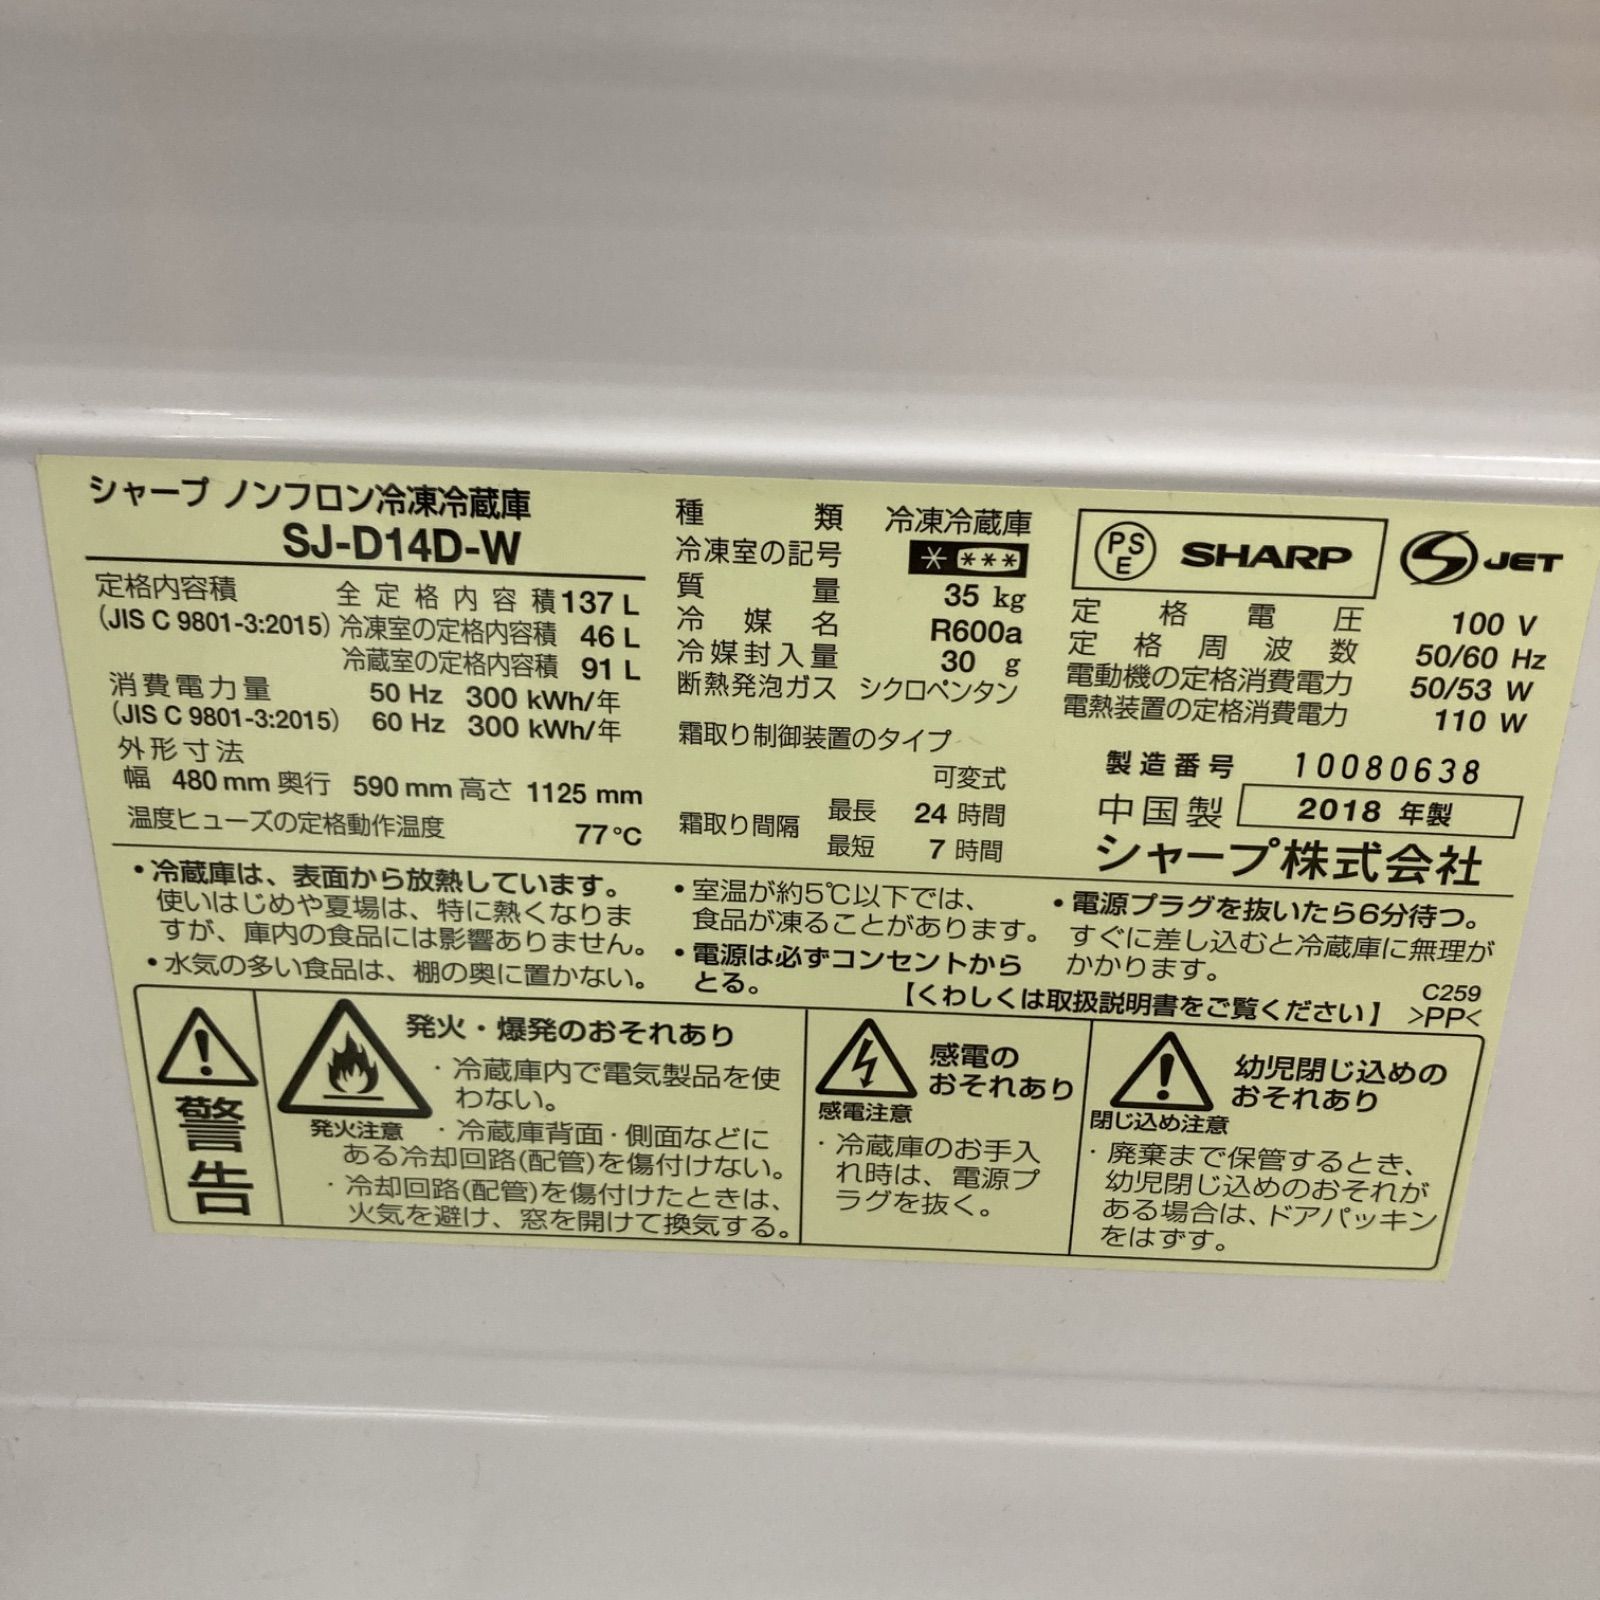 シャープ ノンフロン冷凍冷蔵庫
SJ-D14D-W
定格内容積 全定格内容積 137 L
(JIS C 9801-3:2015) 冷凍室の定格内容積 46 L
冷蔵室の定格内容積 91 L
消費電力量 50 Hz 300 kWh/年
(JIS C 9801-3:2015) 60 Hz 300 kWh/年
外形寸法
幅 480 mm 奥行 590 mm 高さ 1125 mm
温度ヒューズの定格動作温度 77℃
種類 冷凍冷蔵庫
冷凍室の記号 * ***
質量 35 kg
冷媒名 R600a
冷媒封入量 30 g
断熱発泡ガス シクロペンタン
霜取り制御装置のタイプ
可変式
霜取り間隔 最長 24 時間
最短 7 時間
PSE SHARP
JET
定格電圧 100 V
定格周波数 50/60 Hz
電動機の定格消費電力 50/53 W
電熱装置の定格消費電力 110 W
製造番号 10080638
中国製 2018 年製
シャープ株式会社
・冷蔵庫は、表面から放熱しています。
使いはじめや夏場は、特に熱くなりま
すが、庫内の食品には影響ありません。
・水気の多い食品は、棚の奥に置かない。
・室温が約5℃以下では、
食品が凍ることがあります。
・電源は必ずコンセントから
とる。
・電源プラグを抜いたら6分待つ。
すぐに差し込むと冷蔵庫に無理が
かかります。
【くわしくは取扱説明書をご覧ください】
C259
>PP<
警告
発火注意
発火・爆発のおそれあり
・冷蔵庫内で電気製品を使
わない。
・冷蔵庫背面・側面などに
ある冷却回路(配管)を傷付けない。
・冷却回路(配管)を傷付けたときは、
火気を避け、窓を開けて換気する。
感電注意
感電の
おそれあり
・冷蔵庫のお手入
れ時は、電源プ
ラグを抜く。
閉じ込め注意
幼児閉じ込めの
おそれあり
・廃棄まで保管するとき、
幼児閉じ込めのおそれが
ある場合は、ドアパッキン
をはずす。